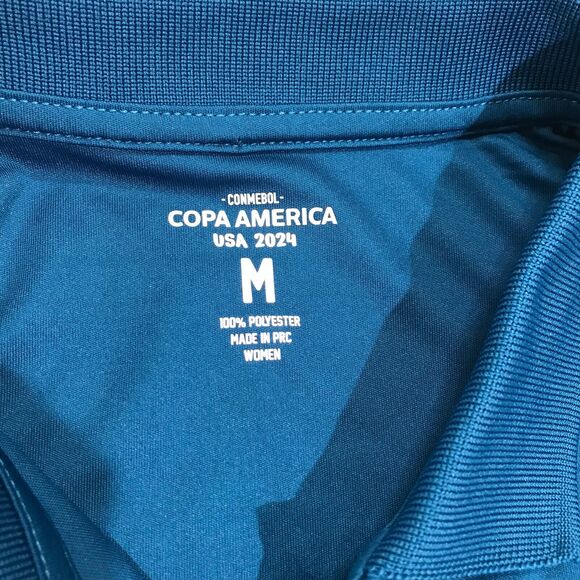 - CONMEBOL -
COPA AMERICA
USA 2024
M
100% POLYESTER
MADE IN PRC
WOMEN